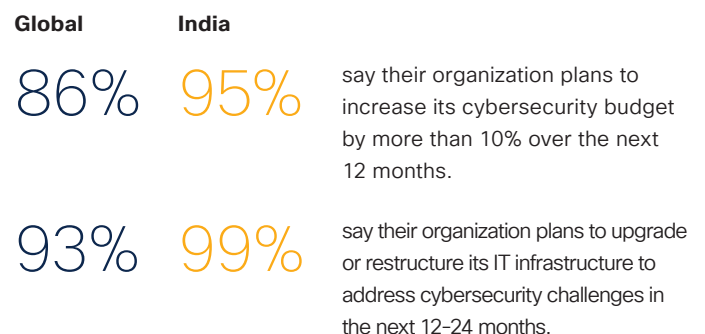 Global India
86% 95% say their organization plans to
increase its cybersecurity budget
by more than 10% over the next
12 months.
93% 99% say their organization plans to upgrade
or restructure its IT infrastructure to
address cybersecurity challenges in
the next 12–24 months.